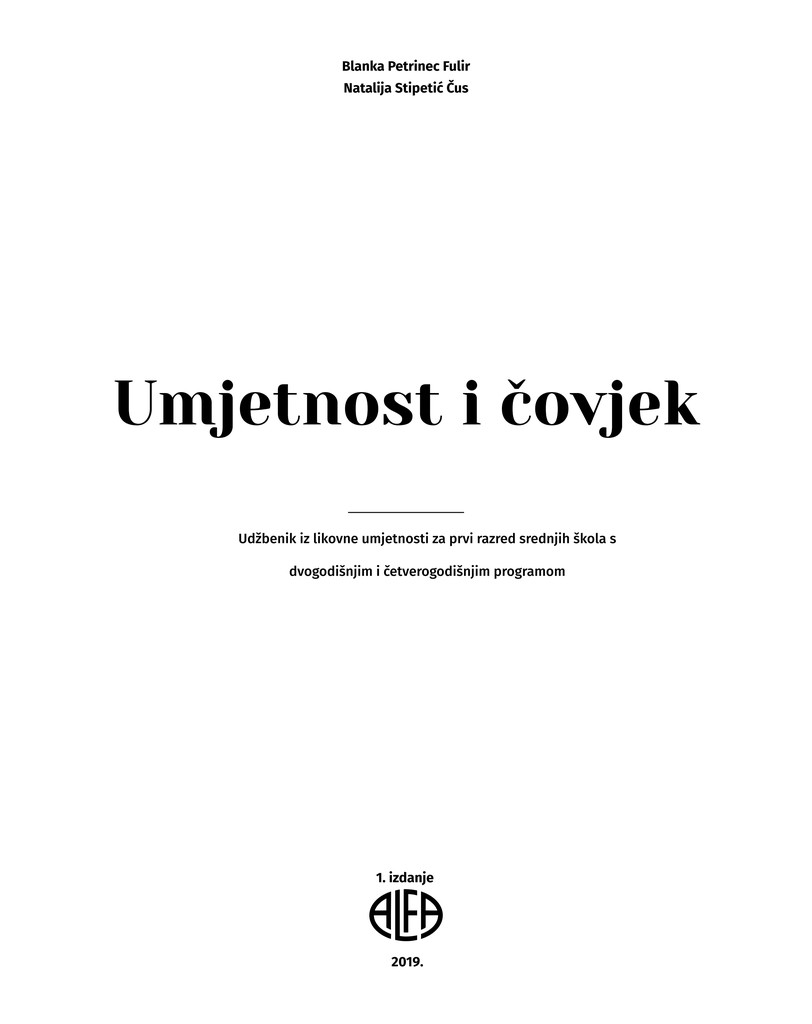 Blanka Petrinec Fulir
Natalija Stipetić Čus
Umjetnost i čovjek
Udžbenik iz likovne umjetnosti za prvi razred srednjih škola s
dvogodišnjim i četverogodišnjim programom
1. izdanje
ALFA
2019.